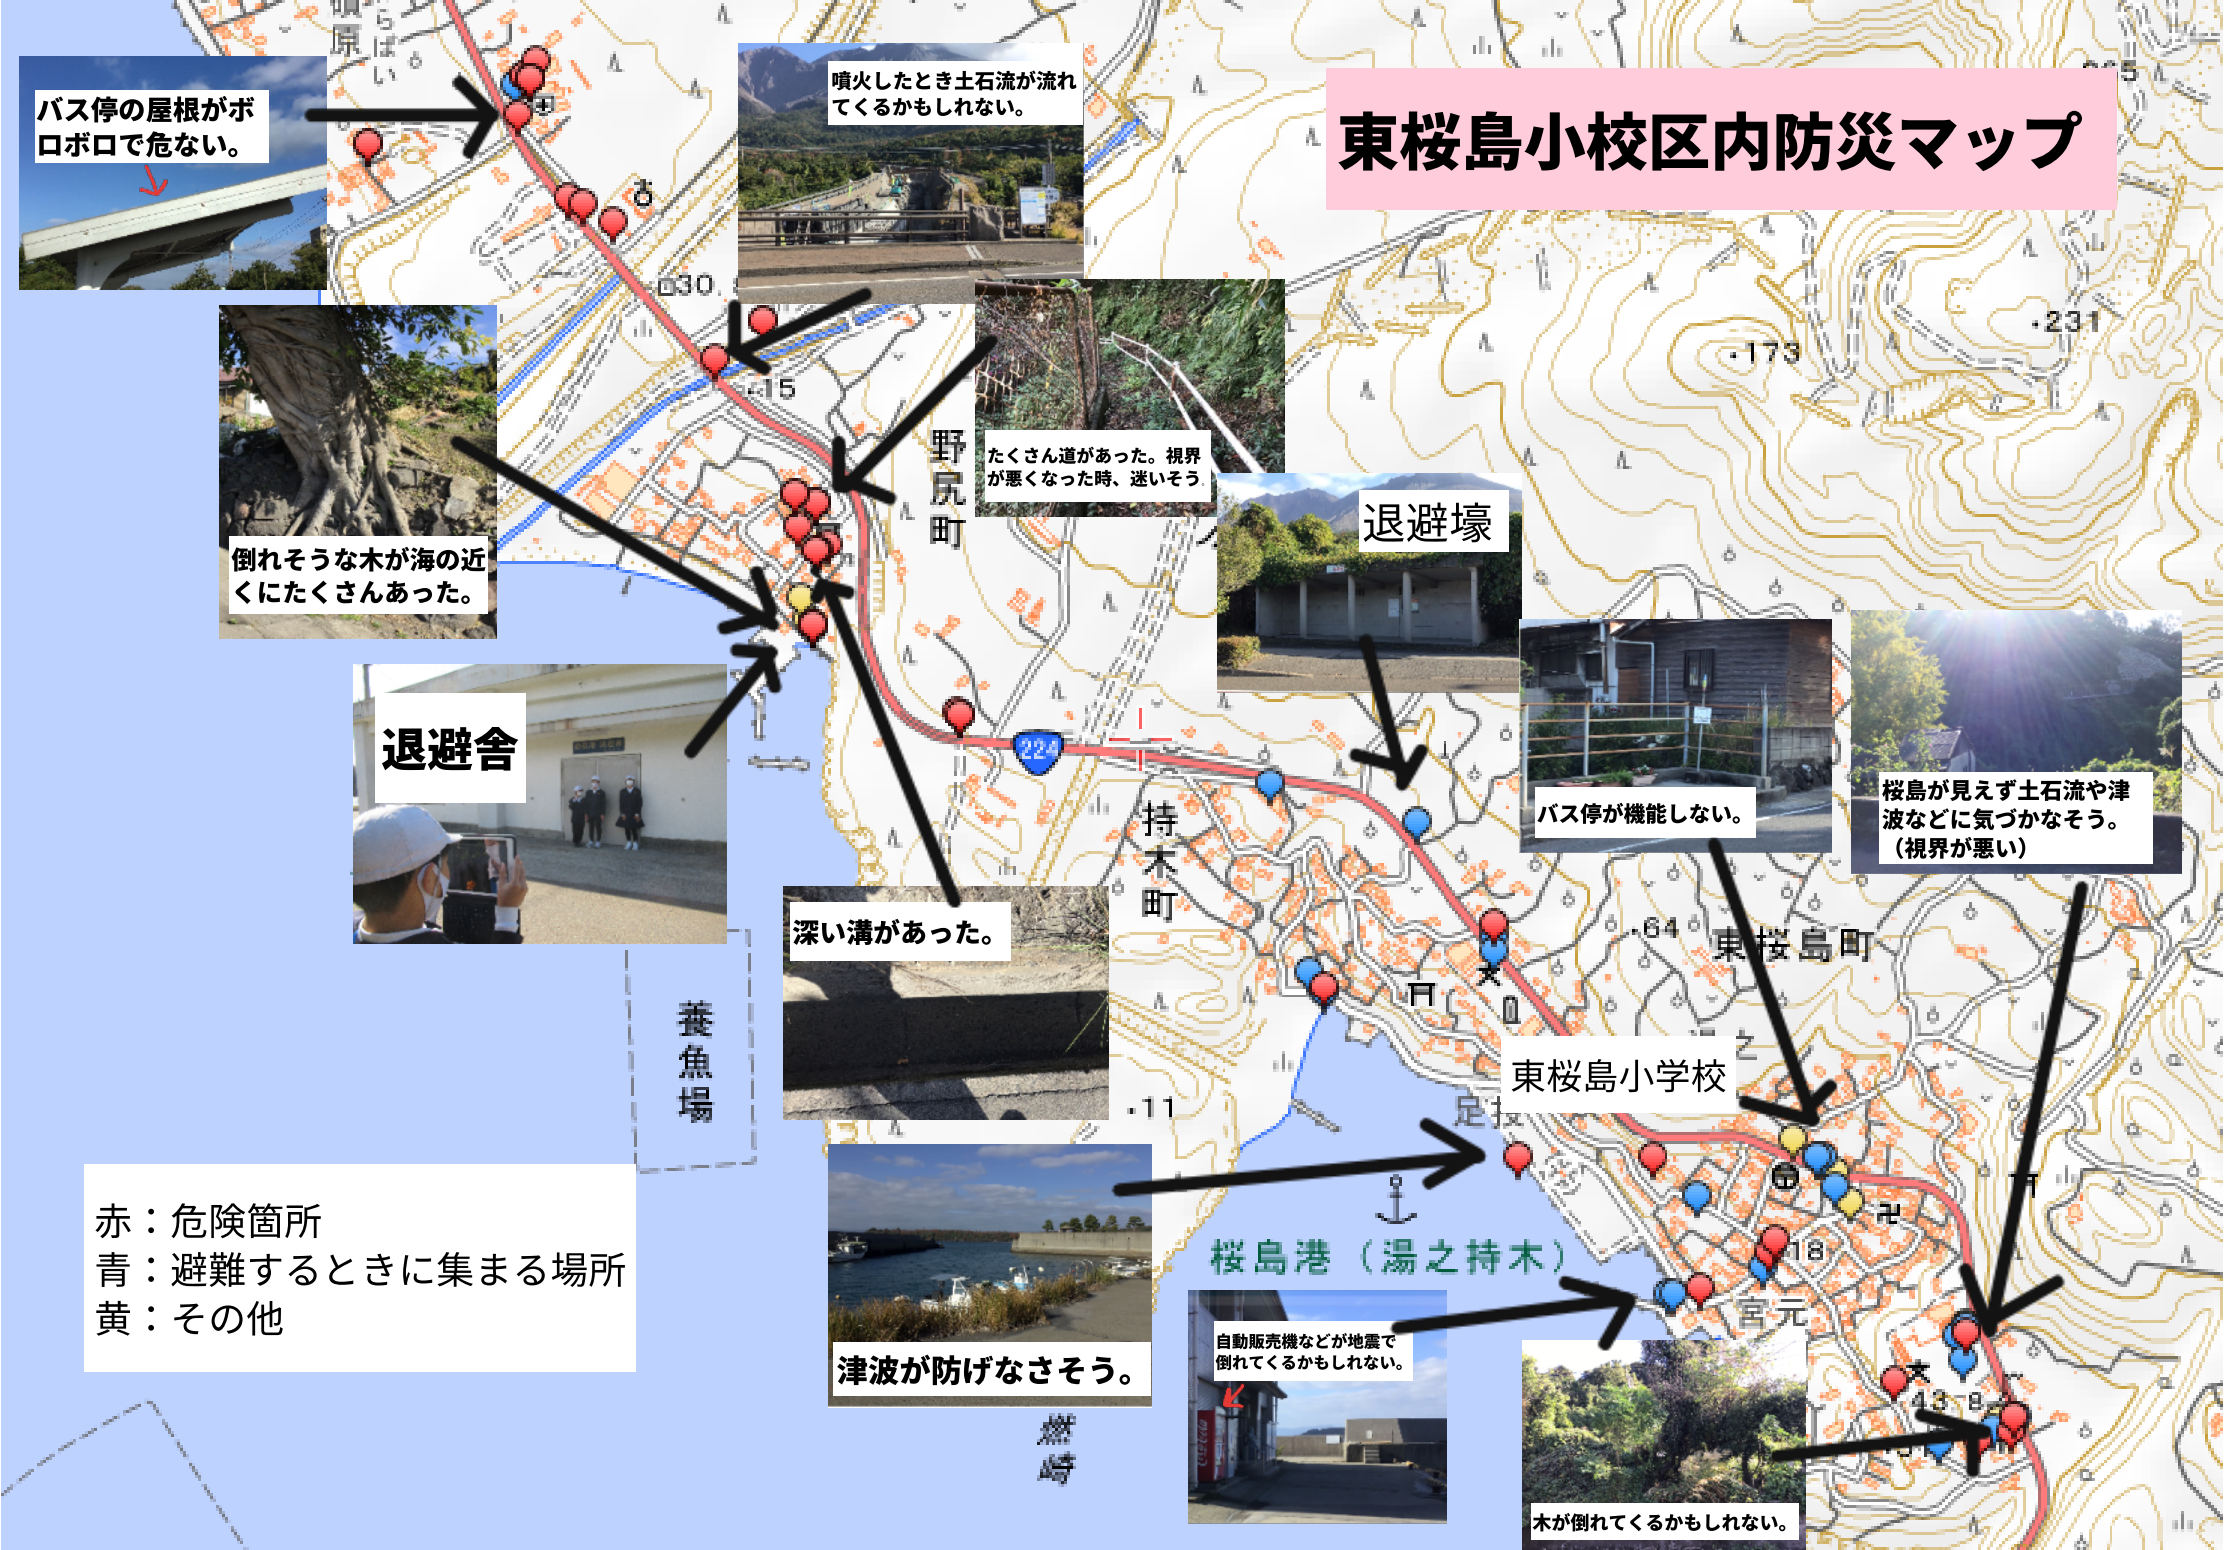 東桜島小校区内防災マップ
バス停の屋根がボ
ロボロで危ない。
噴火したとき土石流が流れ
てくるかもしれない。
倒れそうな木が海の近
くにたくさんあった。
たくさん道があった。視界
が悪くなった時、迷いそう
退避壕
退避舎
バス停が機能しない。
桜島が見えず土石流や津
波などに気づかなそう。
（視界が悪い）
深い溝があった。
東桜島小学校
津波が防げなさそう。
自動販売機などが地震で
倒れてくるかもしれない。
木が倒れてくるかもしれない。
赤：危険箇所
青：避難するときに集まる場所
黄：その他
野尻町
持木町
東桜島町
養魚場
桜島港（湯之持木）
宮元
224
30
15
173
231
64
11
18